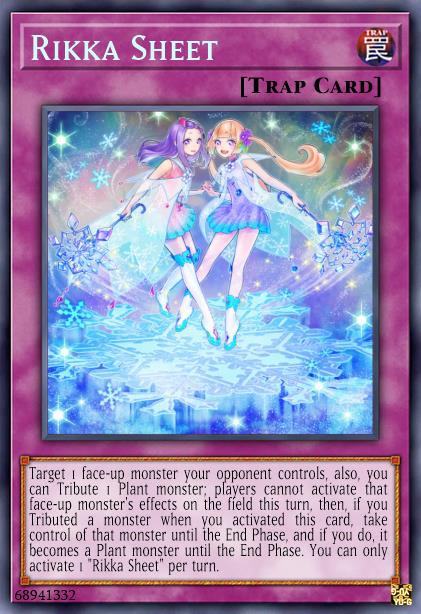 Rikka Sheet
TRAP
罠
[Trap Card]
Target 1 face-up monster your opponent controls, also, you
can Tribute 1 Plant monster; players cannot activate that
face-up monster's effects on the field this turn, then, if you
Tributed a monster when you activated this card, take
control of that monster until the End Phase, and if you do, it
becomes a Plant monster until the End Phase. You can only
activate 1 "Rikka Sheet" per turn.
68941332